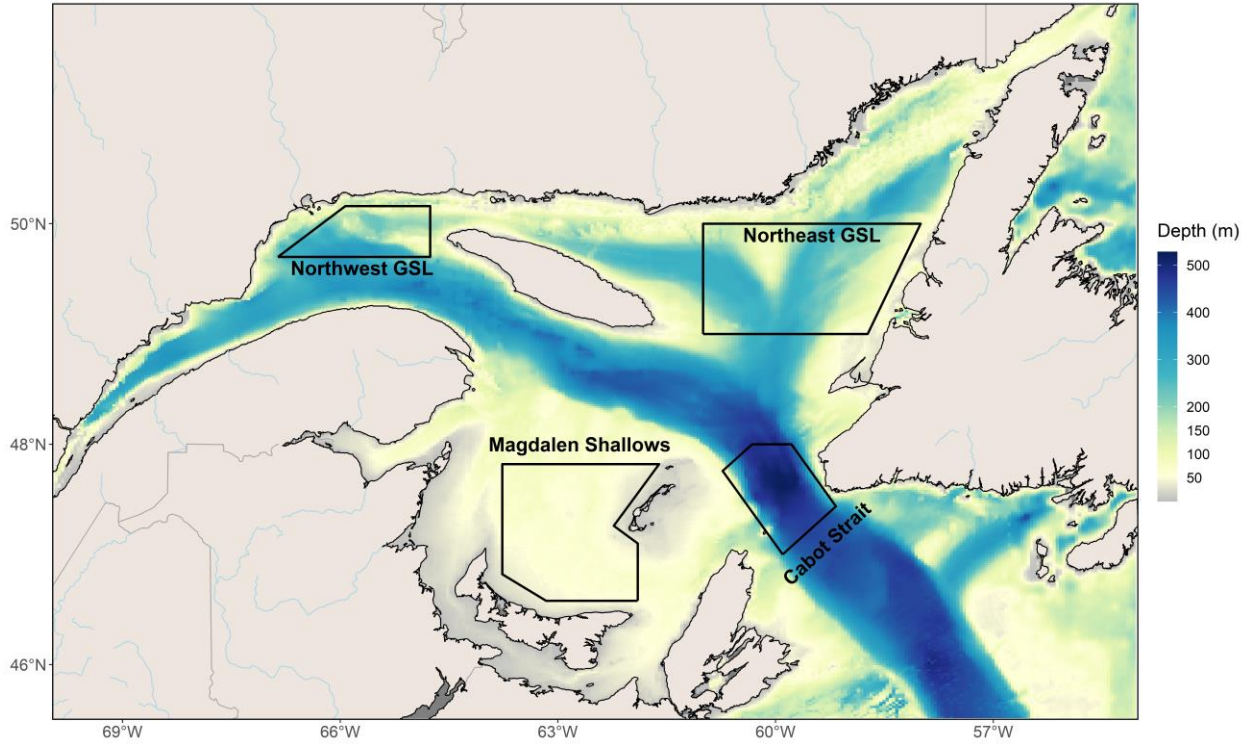 50°N
48°N
46°N
69°W
66°W
63°W
60°W
57°W
Northwest GSL
Northeast GSL
Magdalen Shallows
Cabot Strait
Depth (m)
500
400
300
200
150
100
50